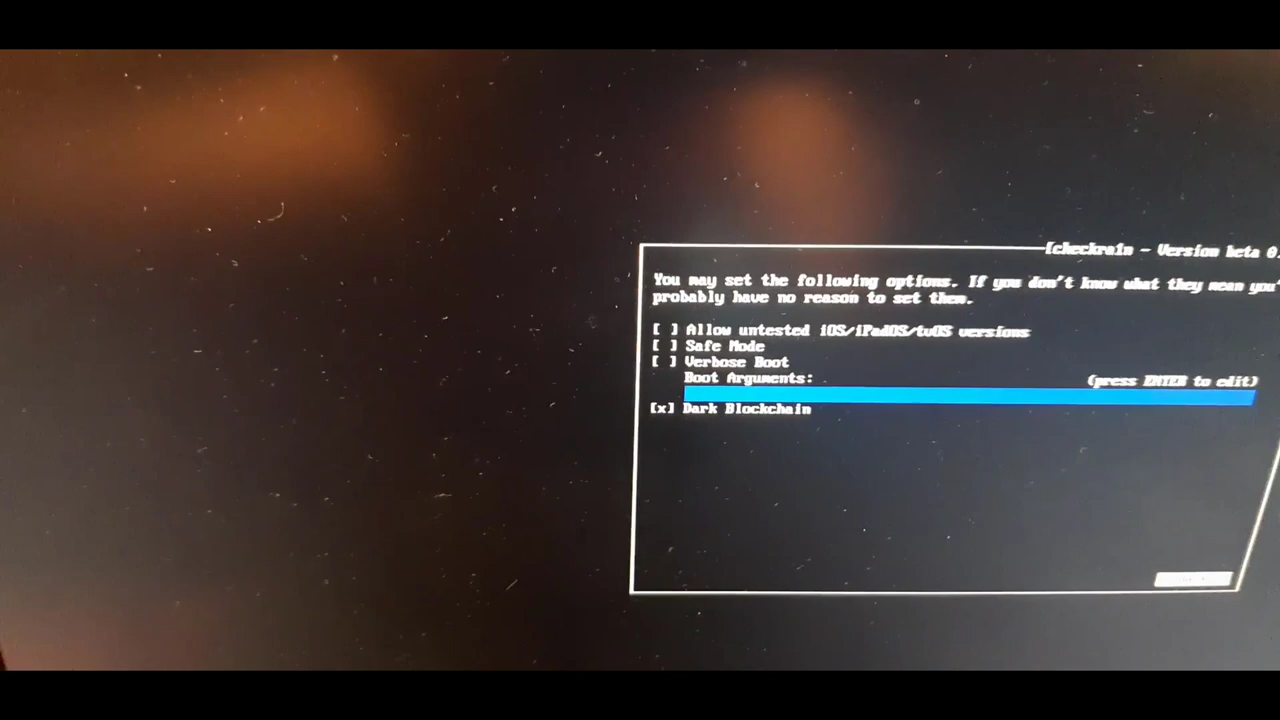 [checkra1n - Version beta 0.
You may set the following options. If you don't know what they mean you'
probably have no reason to set them.
[ ] Allow untested iOS/iPadOS/tvOS versions
[ ] Safe Mode
[ ] Verbose Boot
Boot Arguments: (press ENTER to edit)
[x] Dark Blockchain